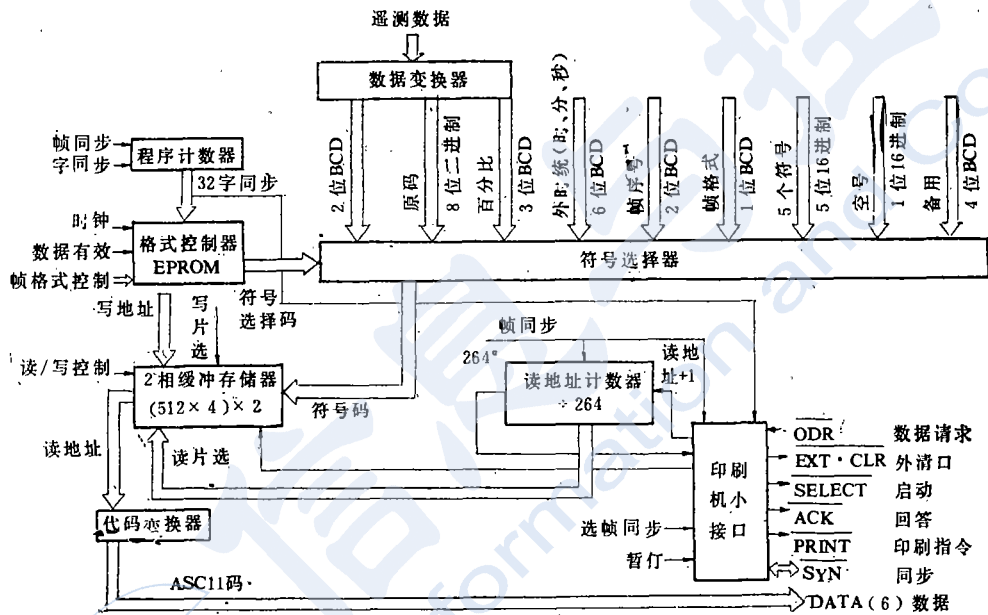 遥测数据
数据变换器
2位BCD
原码
8位二进制
百分比
3位BCD
外时统(时、分、秒)
6位BCD
帧序号
2位BCD
帧格式
1位BCD
5个符号
5位16进制
空号
1位16进制
备用
4位BCD
帧同步
字同步
程序计数器
32字同步
时钟
数据有效
帧格式控制
格式控制器
EPROM
符号选择器
写地址
写片选
符号
选择码
帧同步
264
读地
址+1
读/写控制
2相缓冲存储器
(512×4)×2
符号码
读地址计数器
÷264
读地址
读片选
印刷
机小
接口
ODR 数据请求
EXT·CLR 外清口
SELECT 启动
ACK 回答
PRINT 印刷指令
SYN 同步
选帧同步
暂仃
代码变换器
ASC11码
DATA(6)数据
信息与控
formation and Co